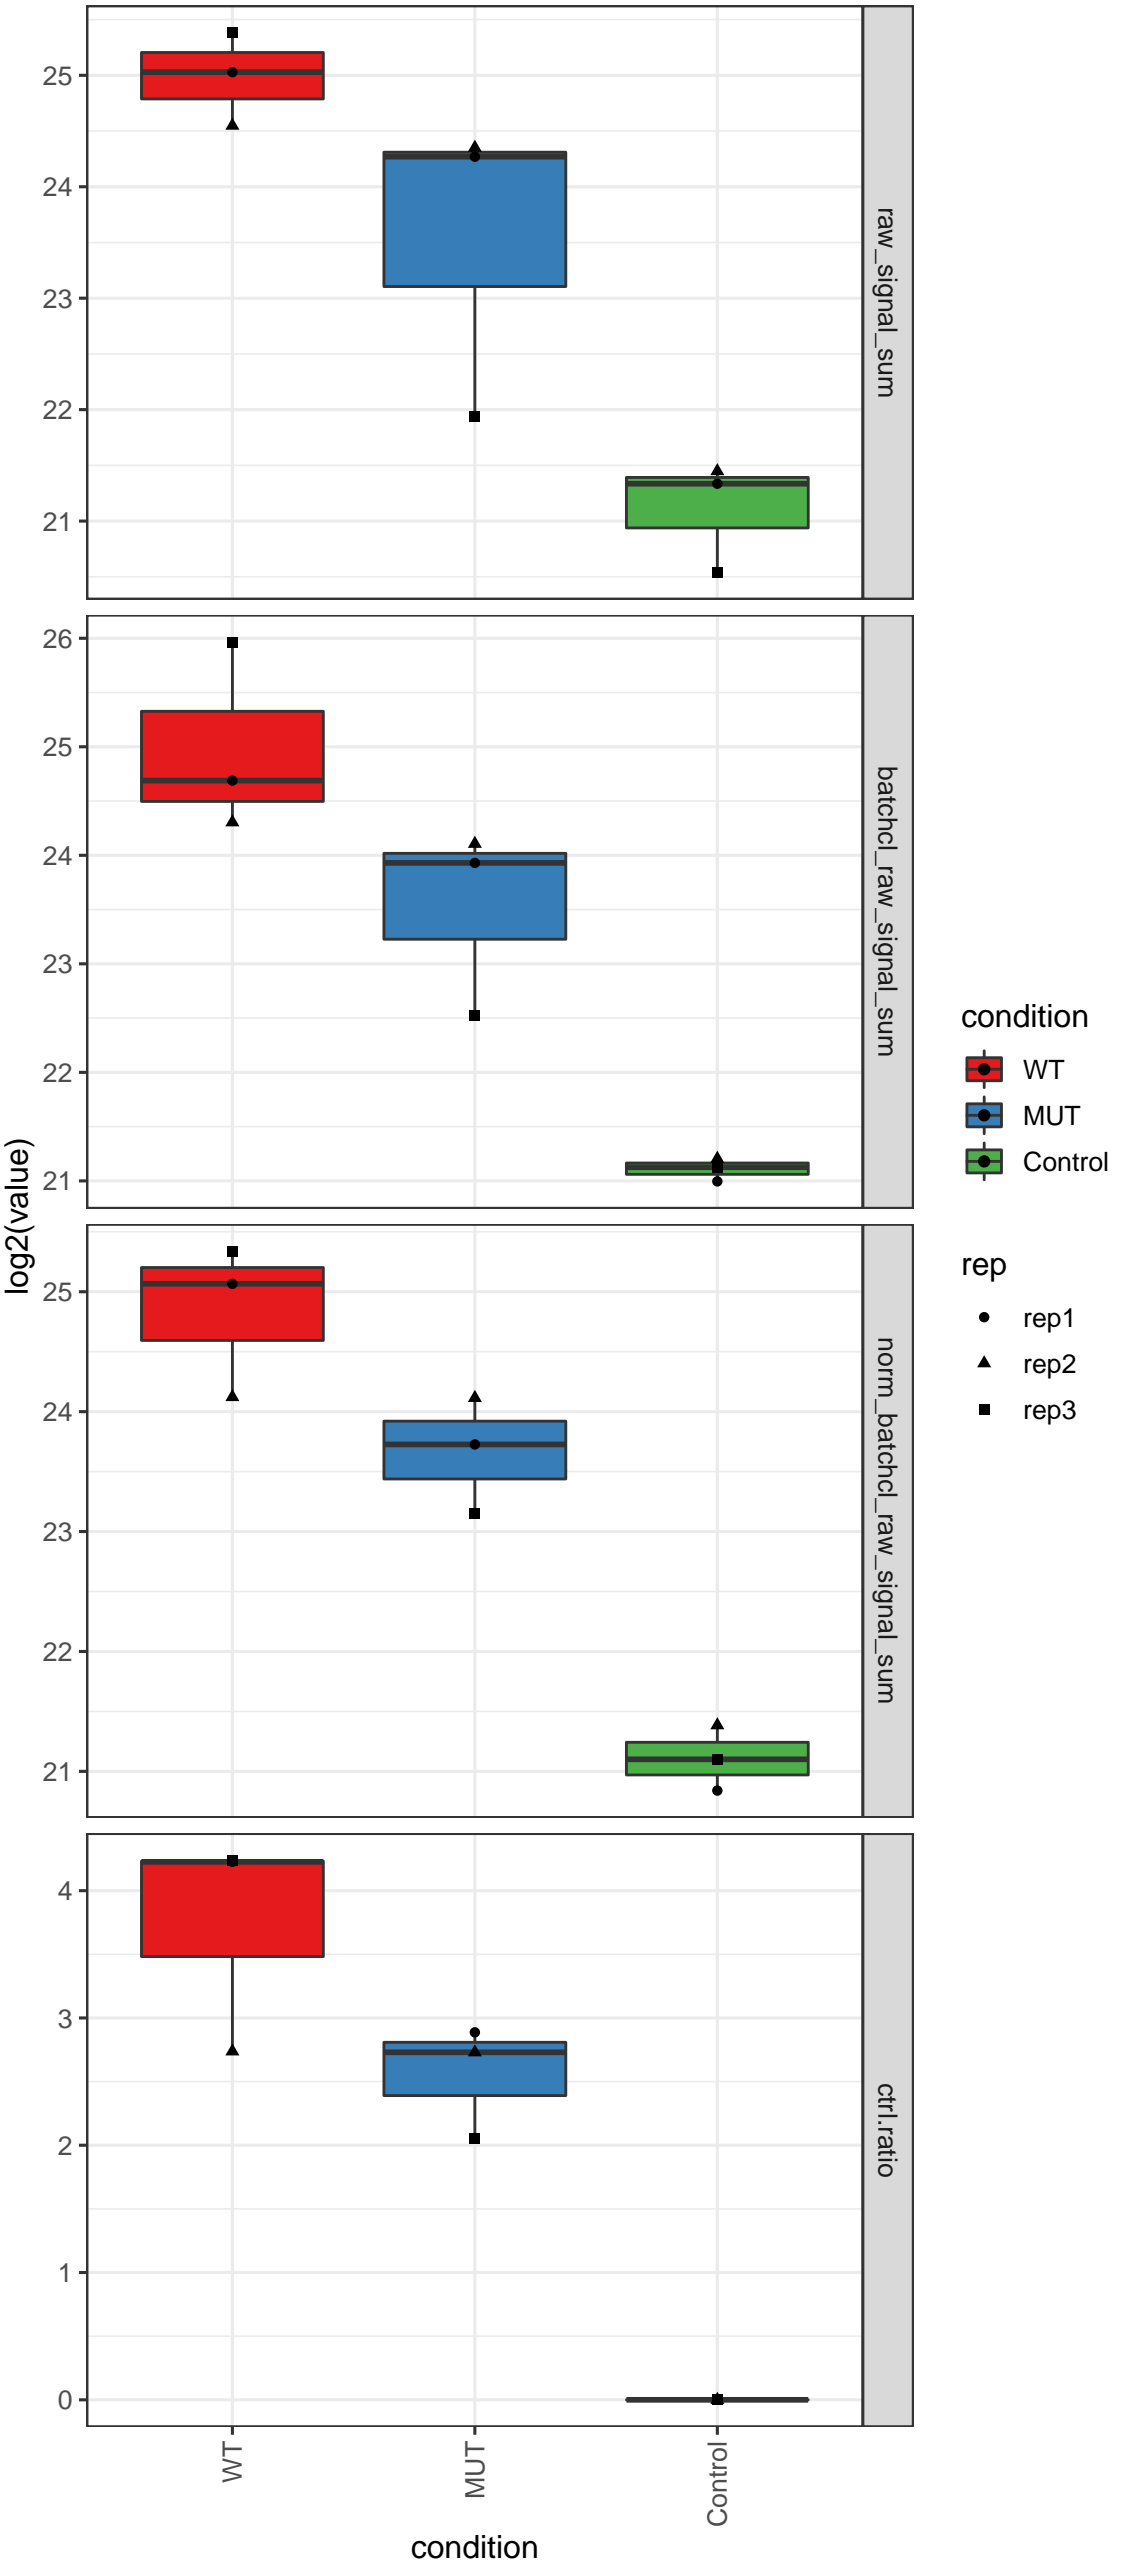 25
24
23
22
21
raw_signal_sum
26
25
24
23
22
21
batchcl_raw_signal_sum
25
24
23
22
21
norm_batchcl_raw_signal_sum
4
3
2
1
0
ctrl.ratio
log2(value)
WT
MUT
Control
condition
condition
WT
MUT
Control
rep
rep1
rep2
rep3